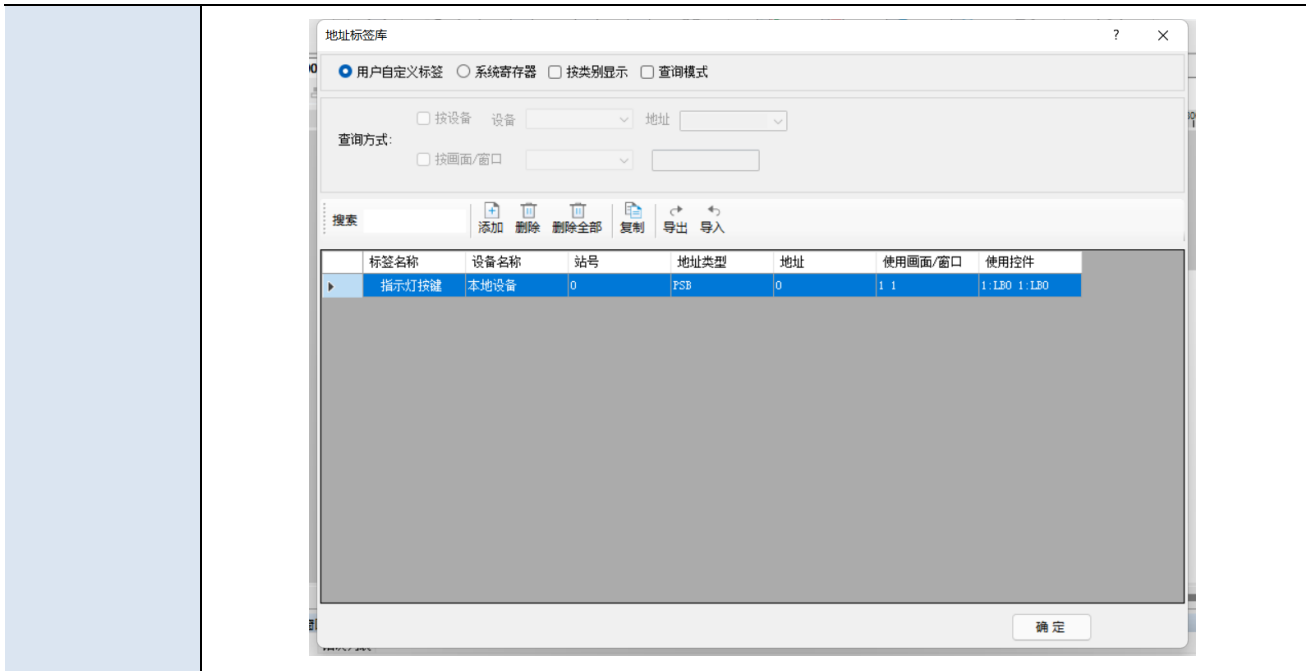 地址标签库 ?
用户自定义标签 系统寄存器 按类别显示 查询模式
按设备 设备 地址
查询方式:
按画面/窗口
搜索 添加 删除 删除全部 复制 导出 导入
标签名称 设备名称 站号 地址类型 地址 使用画面/窗口 使用控件
指示灯按键 本地设备 0 PSB 0 1 1 1:LB0 1:LB0
确定